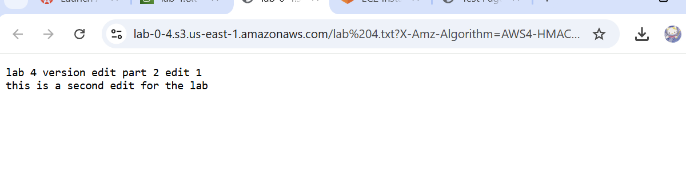 lab-0-4.s3.us-east-1.amazonaws.com/lab%204.txt?X-Amz-Algorithm=AWS4-HMAC...
lab 4 version edit part 2 edit 1
this is a second edit for the lab